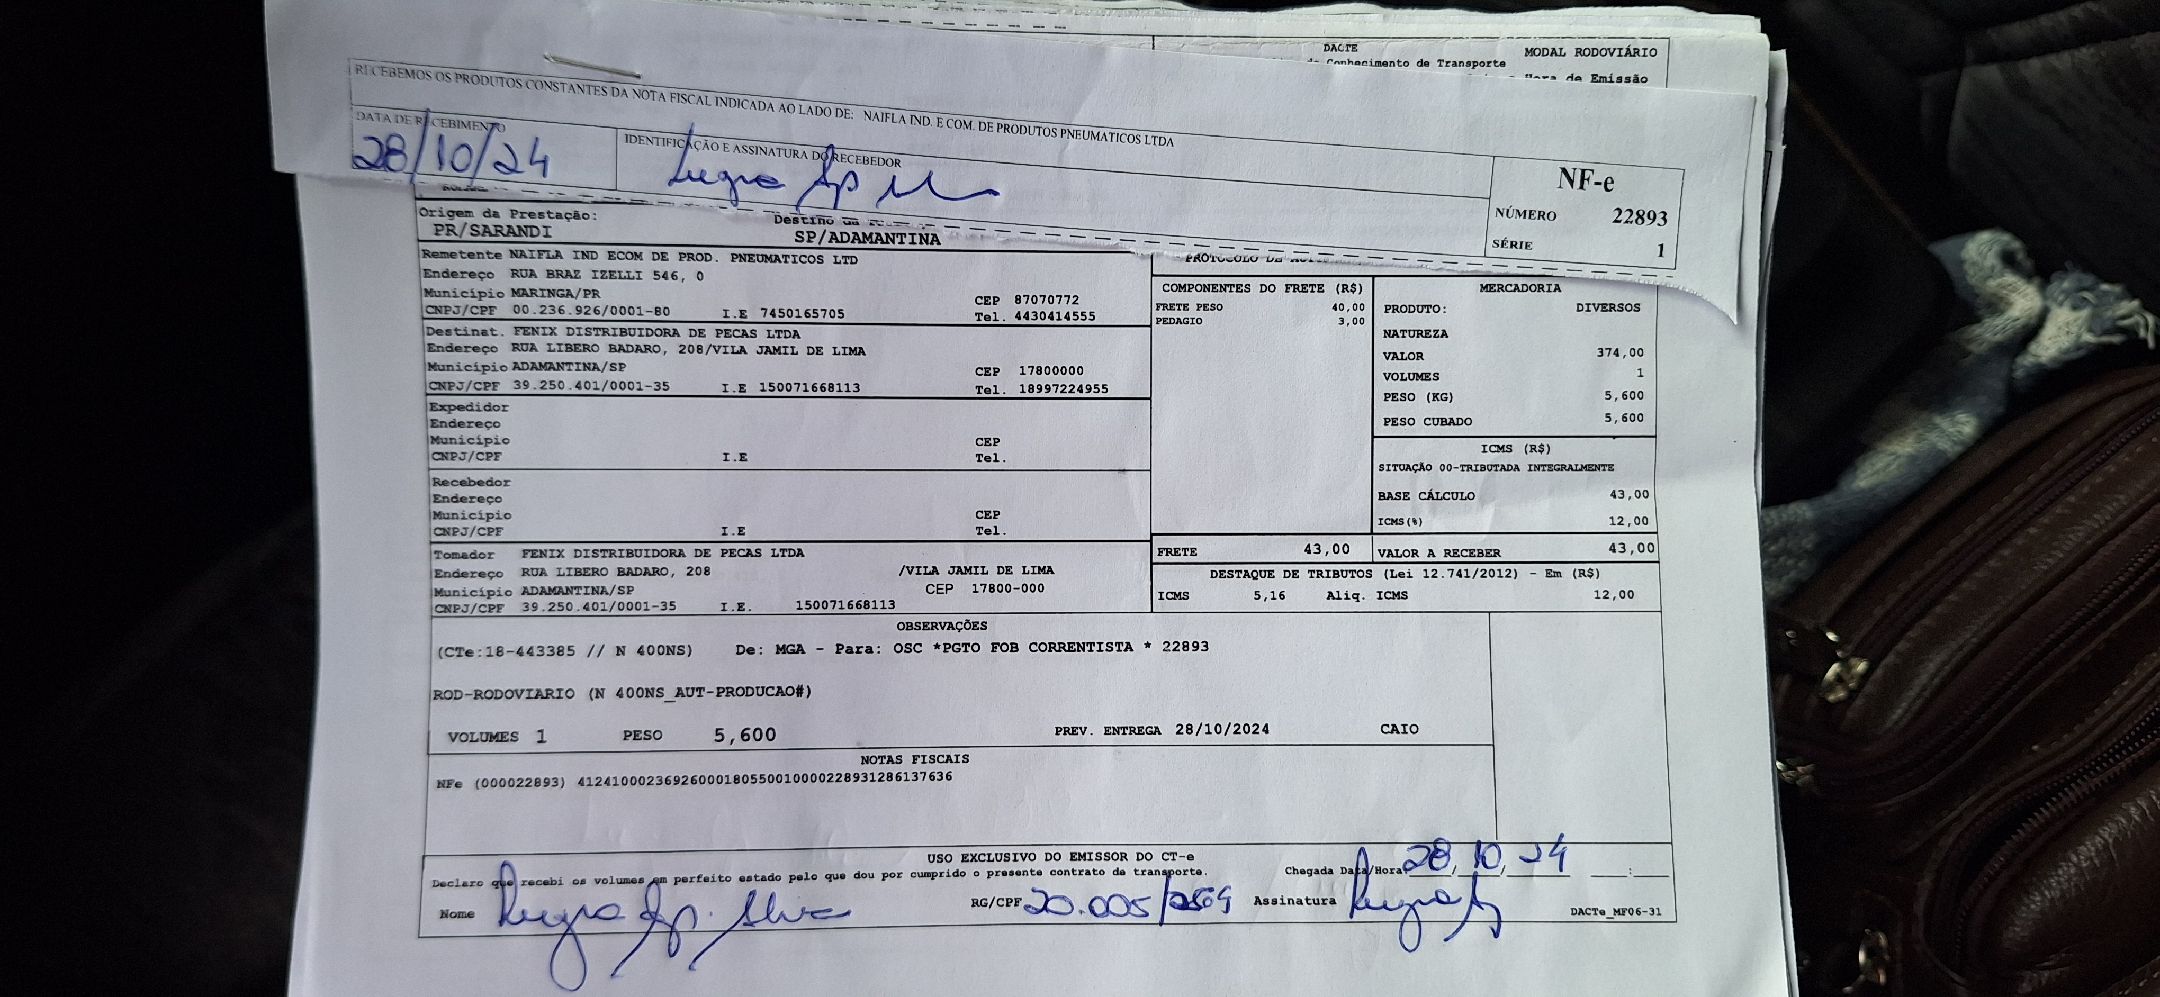 DACTE
MODAL RODOVIÁRIO
Conhecimento de Transporte
Hora de Emissão
RECEBEMOS OS PRODUTOS CONSTANTES DA NOTA FISCAL INDICADA AO LADO DE: NAIFLA IND. E COM. DE PRODUTOS PNEUMATICOS LTDA
DATA DE RECEBIMENTO
28/10/24
IDENTIFICAÇÃO E ASSINATURA DO RECEBEDOR
NF-e
NÚMERO 22893
SÉRIE 1
Origem da Prestação:
PR/SARANDI
Destino da
SP/ADAMANTINA
Remetente NAIFLA IND ECOM DE PROD. PNEUMATICOS LTD
Endereço RUA BRAZ IZELLI 546, 0
Município MARINGA/PR CEP 87070772
CNPJ/CPF 00.236.926/0001-80 I.E 7450165705 Tel. 4430414555
Destinat. FENIX DISTRIBUIDORA DE PECAS LTDA
Endereço RUA LIBERO BADARO, 208/VILA JAMIL DE LIMA
Município ADAMANTINA/SP CEP 17800000
CNPJ/CPF 39.250.401/0001-35 I.E 150071668113 Tel. 18997224955
Expedidor
Endereço
Município CEP
CNPJ/CPF I.E Tel.
Recebedor
Endereço
Município CEP
CNPJ/CPF I.E Tel.
Tomador FENIX DISTRIBUIDORA DE PECAS LTDA
Endereço RUA LIBERO BADARO, 208 /VILA JAMIL DE LIMA
Município ADAMANTINA/SP CEP 17800-000
CNPJ/CPF 39.250.401/0001-35 I.E. 150071668113
PROTOCOLO DE
COMPONENTES DO FRETE (R$)
FRETE PESO 40,00
PEDAGIO 3,00
MERCADORIA
PRODUTO: DIVERSOS
NATUREZA
VALOR 374,00
VOLUMES 1
PESO (KG) 5,600
PESO CUBADO 5,600
ICMS (R$)
SITUAÇÃO 00-TRIBUTADA INTEGRALMENTE
BASE CÁLCULO 43,00
ICMS(%) 12,00
FRETE 43,00 VALOR A RECEBER 43,00
DESTAQUE DE TRIBUTOS (Lei 12.741/2012) - Em (R$)
ICMS 5,16 Aliq. ICMS 12,00
OBSERVAÇÕES
(CTe:18-443385 // N 400NS) De: MGA - Para: OSC *PGTO FOB CORRENTISTA * 22893
ROD-RODOVIARIO (N 400NS_AUT-PRODUCAO#)
VOLUMES 1 PESO 5,600 PREV. ENTREGA 28/10/2024 CAIO
NOTAS FISCAIS
NFe (000022893) 41241000236926000180550010000228931286137636
USO EXCLUSIVO DO EMISSOR DO CT-e
Declaro que recebi os volumes em perfeito estado pelo que dou por cumprido o presente contrato de transporte.
Chegada Data/Hora 28/10/24 __:__
Nome
RG/CPF 20.005
Assinatura
DACTe_MF06-31